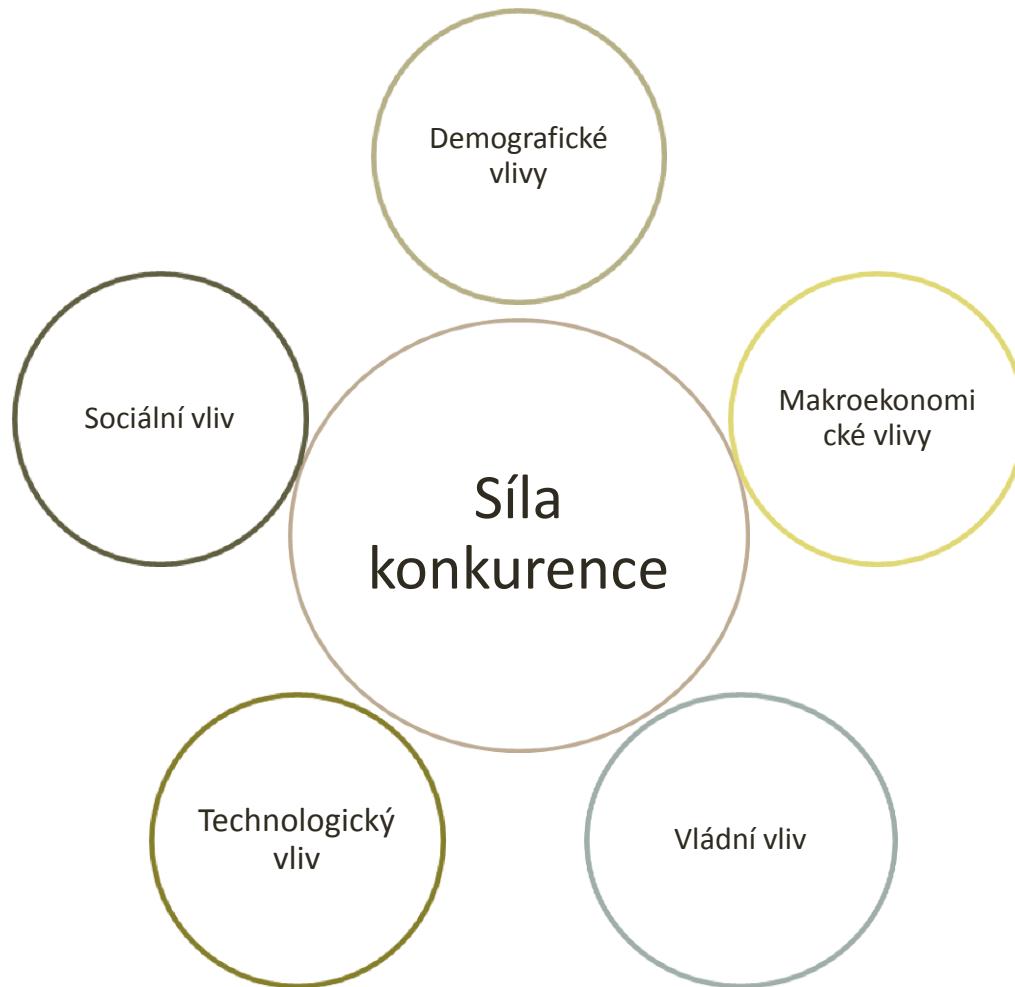 Demografické
vlivy
Sociální vliv
Makroekonomi
cké vlivy
Síla
konkurence
Technologický
vliv
Vládní vliv